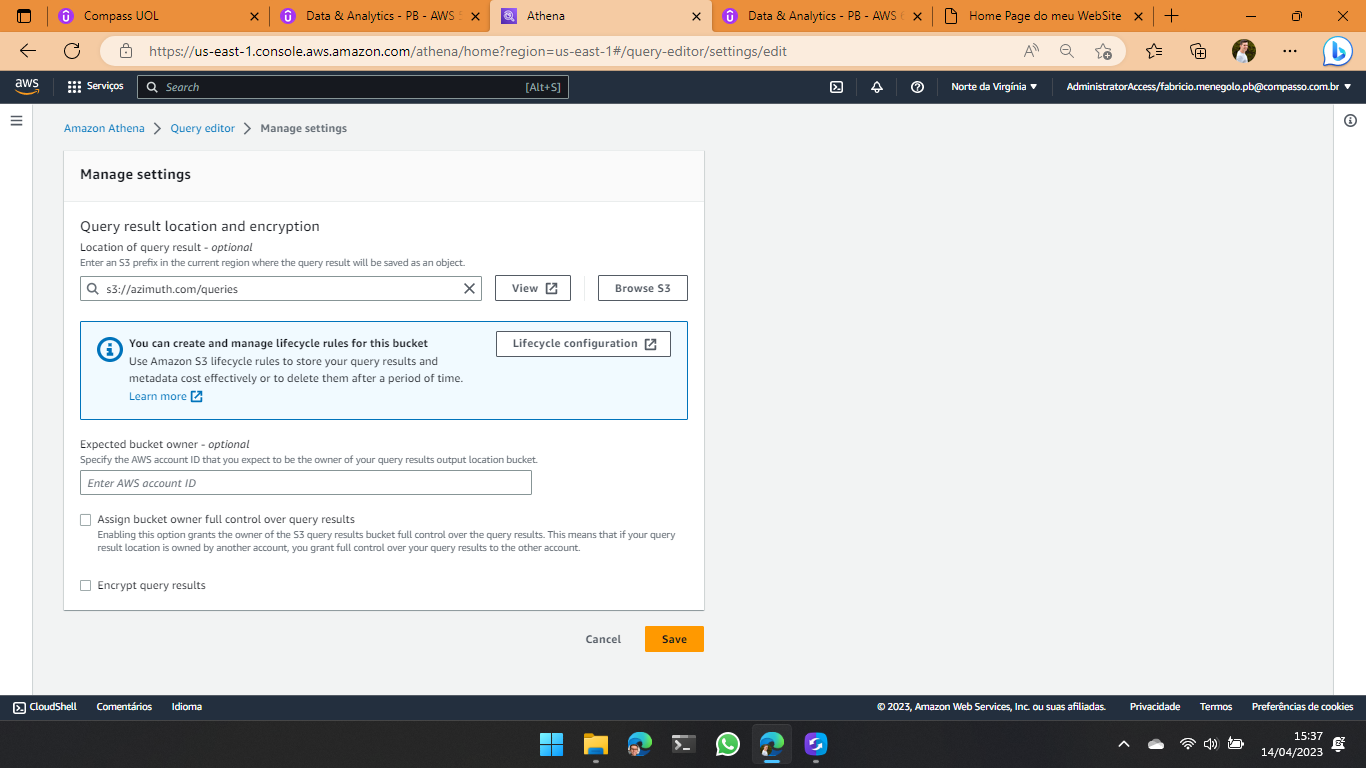 Compass UOL
Data & Analytics - PB - AWS
Athena
Data & Analytics - PB - AWS
Home Page do meu WebSite
https://us-east-1.console.aws.amazon.com/athena/home?region=us-east-1#/query-editor/settings/edit
aws
Serviços
Search
[Alt+S]
Norte da Virgínia
AdministratorAccess/fabricio.menegolo.pb@compasso.com.br
Amazon Athena
Query editor
Manage settings
Manage settings
Query result location and encryption
Location of query result - optional
Enter an S3 prefix in the current region where the query result will be saved as an object.
s3://azimuth.com/queries
View
Browse S3
You can create and manage lifecycle rules for this bucket
Use Amazon S3 lifecycle rules to store your query results and
metadata cost effectively or to delete them after a period of time.
Learn more
Lifecycle configuration
Expected bucket owner - optional
Specify the AWS account ID that you expect to be the owner of your query results output location bucket.
Enter AWS account ID
Assign bucket owner full control over query results
Enabling this option grants the owner of the S3 query results bucket full control over the query results. This means that if your query
result location is owned by another account, you grant full control over your query results to the other account.
Encrypt query results
Cancel
Save
CloudShell
Comentários
Idioma
© 2023, Amazon Web Services, Inc. ou suas afiliadas.
Privacidade
Termos
Preferências de cookies
15:37
14/04/2023